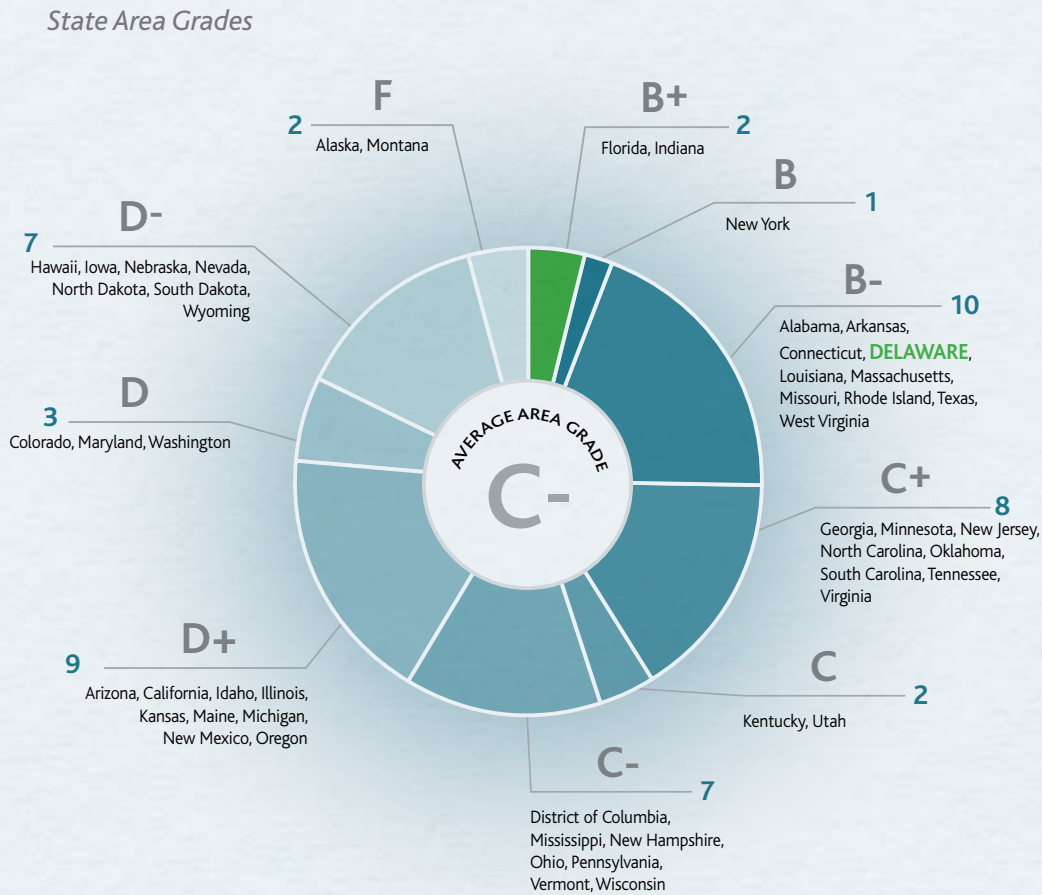 State Area Grades
F
2
Alaska, Montana
B+
2
Florida, Indiana
B
1
New York
D-
7
Hawaii, Iowa, Nebraska, Nevada,
North Dakota, South Dakota,
Wyoming
B-
10
Alabama, Arkansas,
Connecticut, DELAWARE,
Louisiana, Massachusetts,
Missouri, Rhode Island, Texas,
West Virginia
D
3
Colorado, Maryland, Washington
AVERAGE AREA GRADE
C-
C+
8
Georgia, Minnesota, New Jersey,
North Carolina, Oklahoma,
South Carolina, Tennessee,
Virginia
D+
9
Arizona, California, Idaho, Illinois,
Kansas, Maine, Michigan,
New Mexico, Oregon
C
2
Kentucky, Utah
C-
7
District of Columbia,
Mississippi, New Hampshire,
Ohio, Pennsylvania,
Vermont, Wisconsin